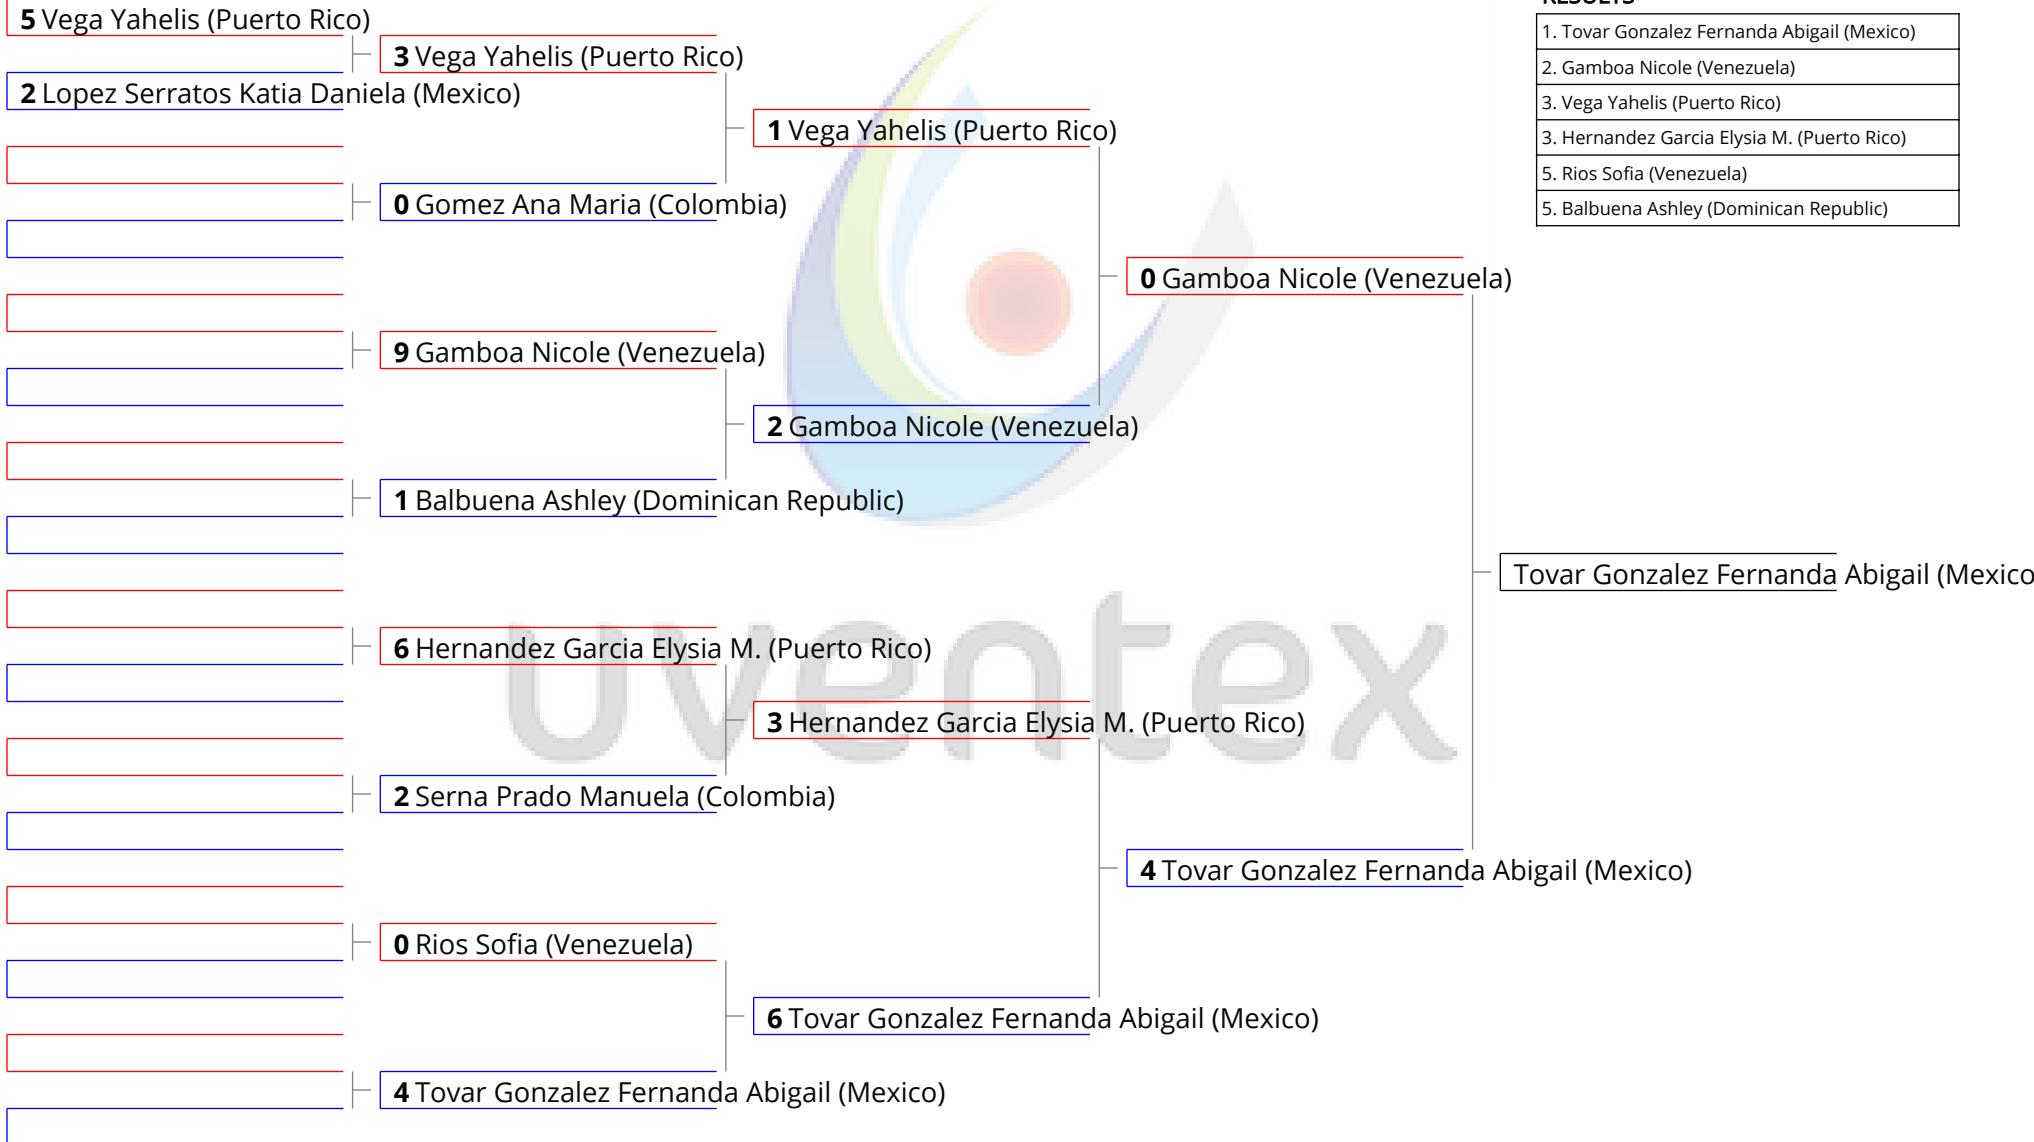 RESULTS
1. Tovar Gonzalez Fernanda Abigail (Mexico)
2. Gamboa Nicole (Venezuela)
3. Vega Yahelis (Puerto Rico)
3. Hernandez Garcia Elysia M. (Puerto Rico)
5. Rios Sofia (Venezuela)
5. Balbuena Ashley (Dominican Republic)
5 Vega Yahelis (Puerto Rico)
2 Lopez Serratos Katia Daniela (Mexico)
3 Vega Yahelis (Puerto Rico)
0 Gomez Ana Maria (Colombia)
9 Gamboa Nicole (Venezuela)
1 Balbuena Ashley (Dominican Republic)
6 Hernandez Garcia Elysia M. (Puerto Rico)
2 Serna Prado Manuela (Colombia)
0 Rios Sofia (Venezuela)
4 Tovar Gonzalez Fernanda Abigail (Mexico)
1 Vega Yahelis (Puerto Rico)
2 Gamboa Nicole (Venezuela)
3 Hernandez Garcia Elysia M. (Puerto Rico)
6 Tovar Gonzalez Fernanda Abigail (Mexico)
0 Gamboa Nicole (Venezuela)
4 Tovar Gonzalez Fernanda Abigail (Mexico)
Tovar Gonzalez Fernanda Abigail (Mexico
uventex